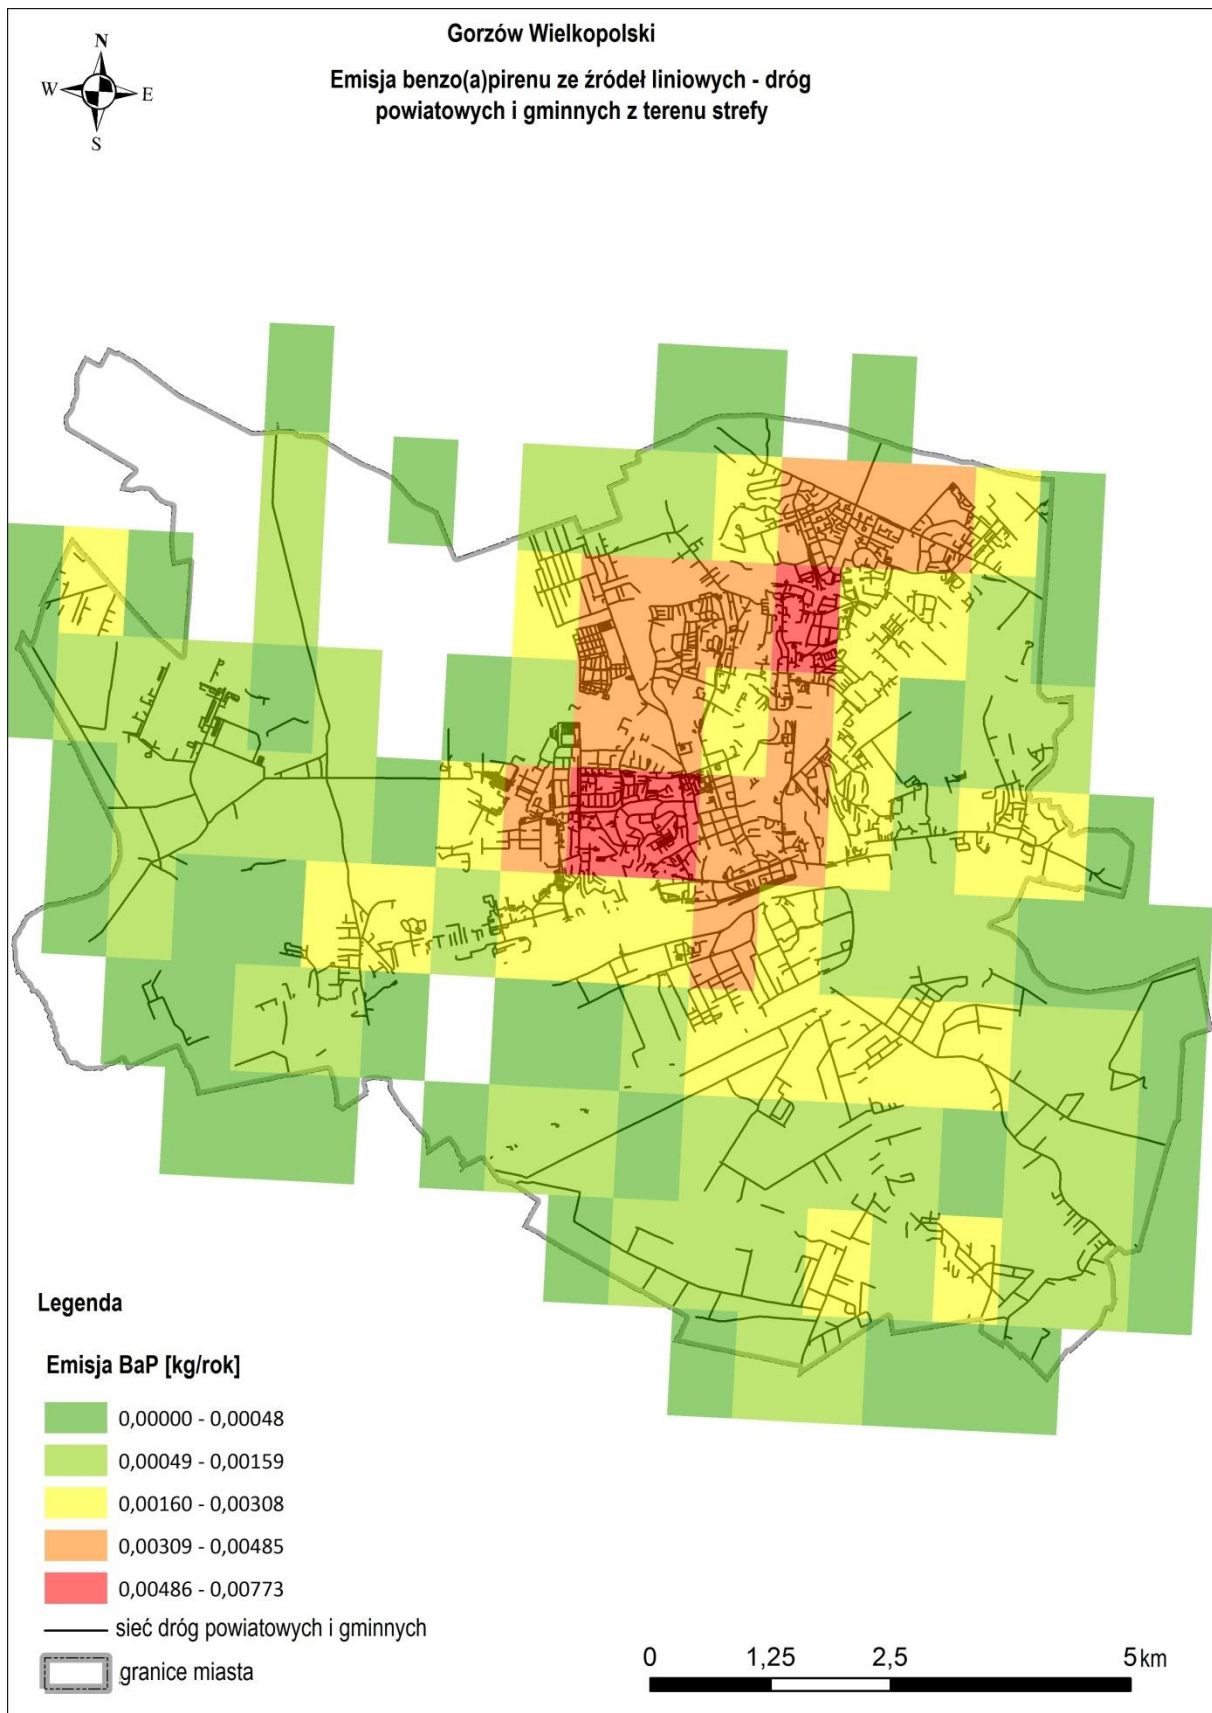 Gorzów Wielkopolski
Emisja benzo(a)pirenu ze źródeł liniowych - dróg
powiatowych i gminnych z terenu strefy
N
W E
S
Legenda
Emisja BaP [kg/rok]
0,00000 - 0,00048
0,00049 - 0,00159
0,00160 - 0,00308
0,00309 - 0,00485
0,00486 - 0,00773
sieć dróg powiatowych i gminnych
granice miasta
0 1,25 2,5 5 km